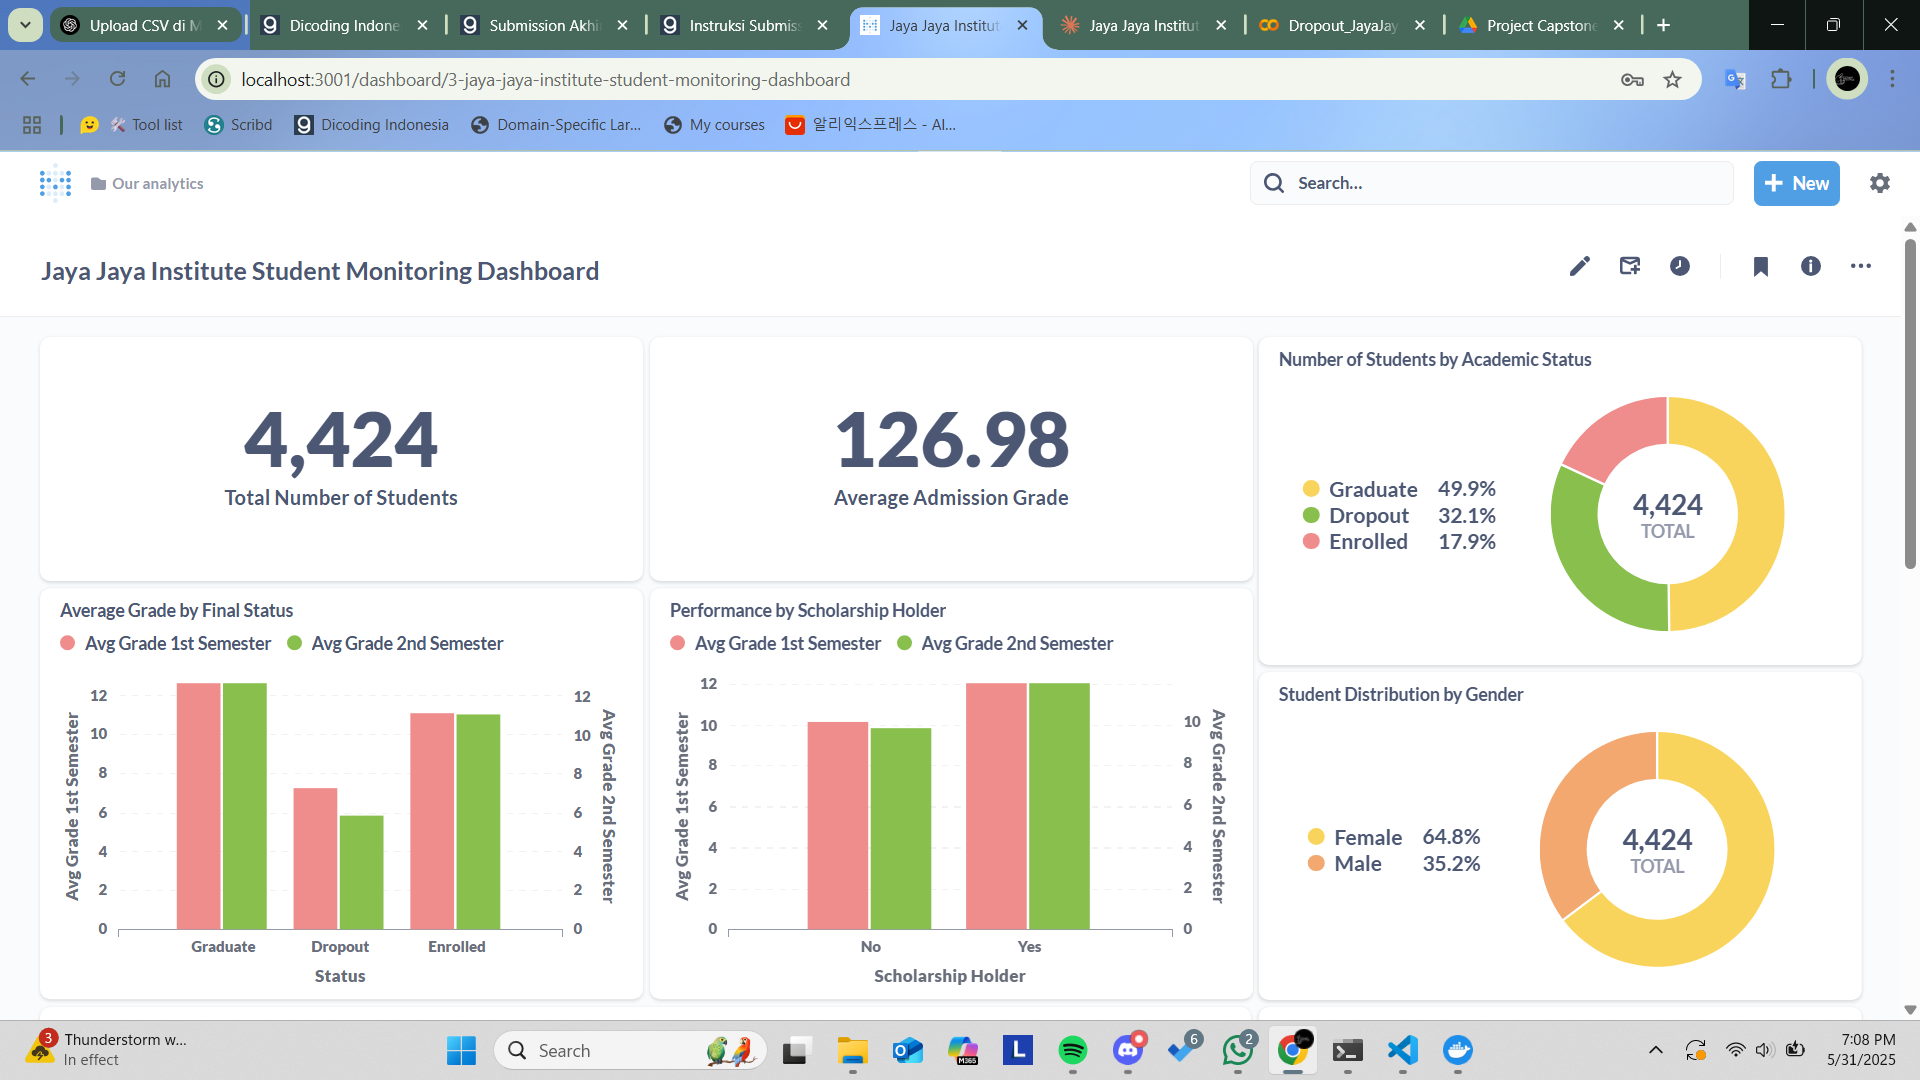 Upload CSV di M
Dicoding Indone
Submission Akhi
Instruksi Submiss
Jaya Jaya Institut
Jaya Jaya Institut
Dropout_JayaJay
Project Capstone
localhost:3001/dashboard/3-jaya-jaya-institute-student-monitoring-dashboard
Tool list
Scribd
Dicoding Indonesia
Domain-Specific Lar...
My courses
알리익스프레스 - Al...
Our analytics
Search...
New
Jaya Jaya Institute Student Monitoring Dashboard
4,424
Total Number of Students
126.98
Average Admission Grade
Number of Students by Academic Status
Graduate 49.9%
Dropout 32.1%
Enrolled 17.9%
4,424
TOTAL
Average Grade by Final Status
Avg Grade 1st Semester Avg Grade 2nd Semester
12
10
8
6
4
2
0
Avg Grade 1st Semester
12
10
8
6
4
2
0
Avg Grade 2nd Semester
Graduate Dropout Enrolled
Status
Performance by Scholarship Holder
Avg Grade 1st Semester Avg Grade 2nd Semester
12
10
8
6
4
2
0
Avg Grade 1st Semester
10
8
6
4
2
0
Avg Grade 2nd Semester
No Yes
Scholarship Holder
Student Distribution by Gender
Female 64.8%
Male 35.2%
4,424
TOTAL
3
Thunderstorm w...
In effect
Search
M365
L
6
2
7:08 PM
5/31/2025